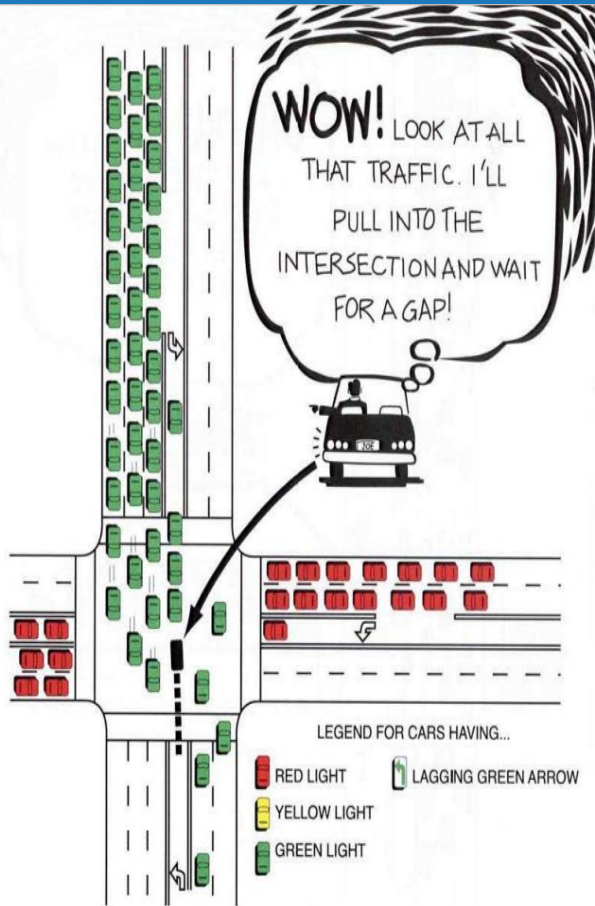 WOW! LOOK AT ALL
THAT TRAFFIC. I'LL
PULL INTO THE
INTERSECTION AND WAIT
FOR A GAP!
JOE
LEGEND FOR CARS HAVING...
RED LIGHT
LAGGING GREEN ARROW
YELLOW LIGHT
GREEN LIGHT